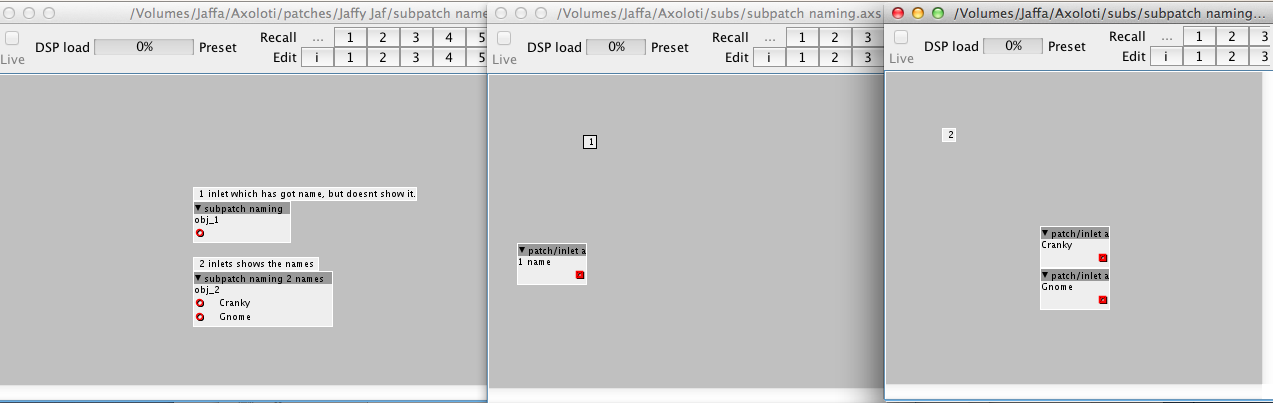 /Volumes/Jaffa/Axoloti/patches/Jaffy Jaf/subpatch name
DSP load 0% Preset
Recall ... 1 2 3 4 5
Live
Edit i 1 2 3 4 5
1 inlet which has got name, but doesnt show it.
▼ subpatch naming
obj_1
2 inlets shows the names
▼ subpatch naming 2 names
obj_2
Cranky
Gnome
/Volumes/Jaffa/Axoloti/subs/subpatch naming.axs
DSP load 0% Preset
Recall ... 1 2 3
Live
Edit i 1 2 3
1
▼ patch/inlet a
1 name
/Volumes/Jaffa/Axoloti/subs/subpatch naming...
DSP load 0% Preset
Recall ... 1 2 3
Live
Edit i 1 2 3
2
▼ patch/inlet a
Cranky
▼ patch/inlet a
Gnome